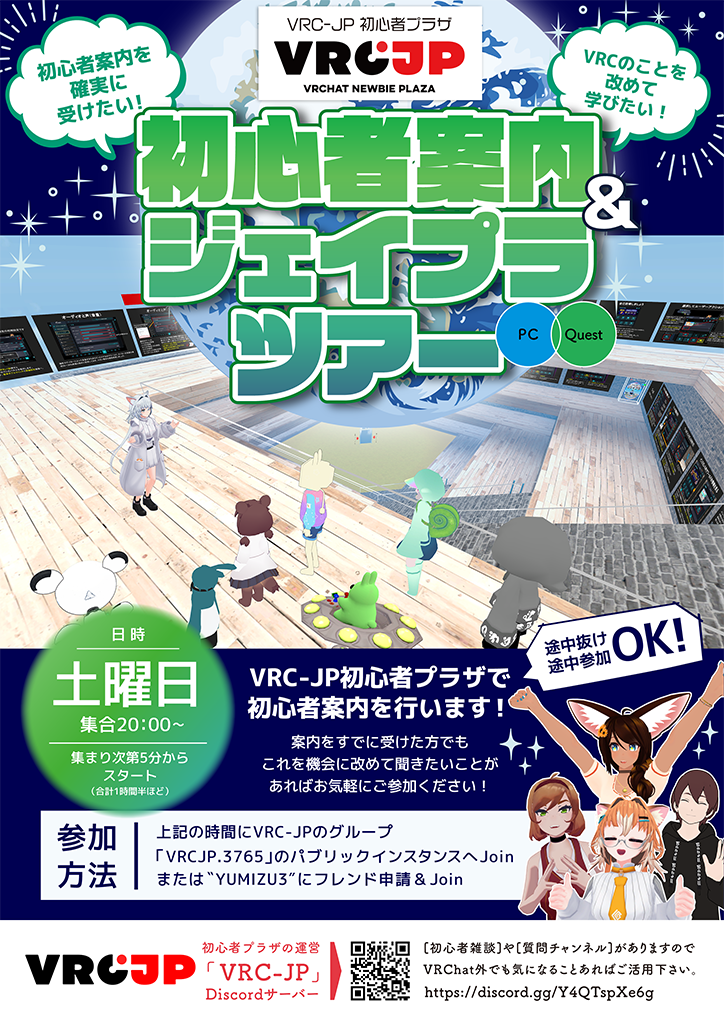 VRC-JP 初心者プラザ
VRCJP
VRCHAT NEWBIE PLAZA
初心者案内を
確実に
受けたい!
VRCのことを
改めて
学びたい!
初心者案内&
ジェイプラ
ツアー
PC
Quest
日時
土曜日
集合20:00~
集まり次第5分から
スタート
(合計1時間半ほど)
VRC-JP初心者プラザで
初心者案内を行います!
案内をすでに受けた方でも
これを機会に改めて聞きたいことが
あればお気軽にご参加ください!
途中抜け
途中参加
OK!
参加
方法
上記の時間にVRC-JPのグループ
「VRCJP.3765」のパブリックインスタンスへJoin
または“YUMIZU3”にフレンド申請&Join
VRCJP
初心者プラザの運営
「VRC-JP」
Discordサーバー
[初心者雑談]や[質問チャンネル]がありますので
VRChat外でも気になることあればご活用下さい。
https://discord.gg/Y4QTspXe6g